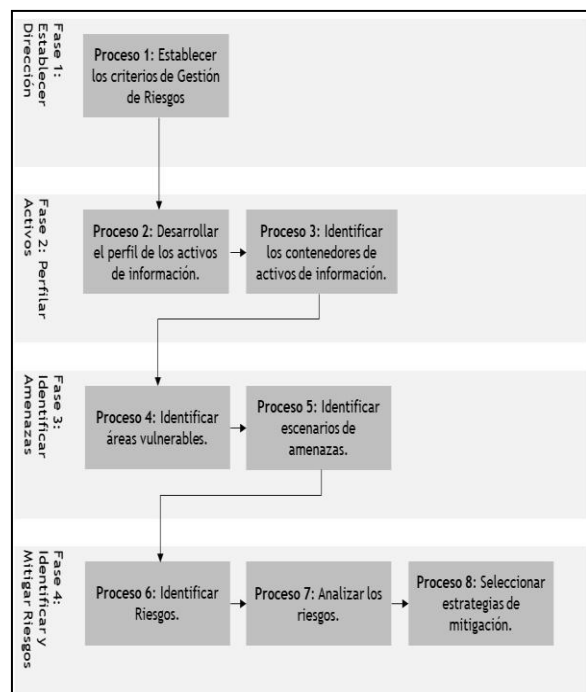 Fase 1:
Establecer
Dirección
Proceso 1: Establecer
los criterios de Gestión
de Riesgos
Fase 2: Perfilar
Activos
Proceso 2: Desarrollar
el perfil de los activos
de información.
Proceso 3: Identificar
los contenedores de
activos de información.
Fase 3:
Identificar
Amenazas
Proceso 4: Identificar
áreas vulnerables.
Proceso 5: Identificar
escenarios de
amenazas.
Fase 4:
Identificar y
Mitigar Riesgos
Proceso 6: Identificar
Riesgos.
Proceso 7: Analizar los
riesgos.
Proceso 8: Seleccionar
estrategias de
mitigación.